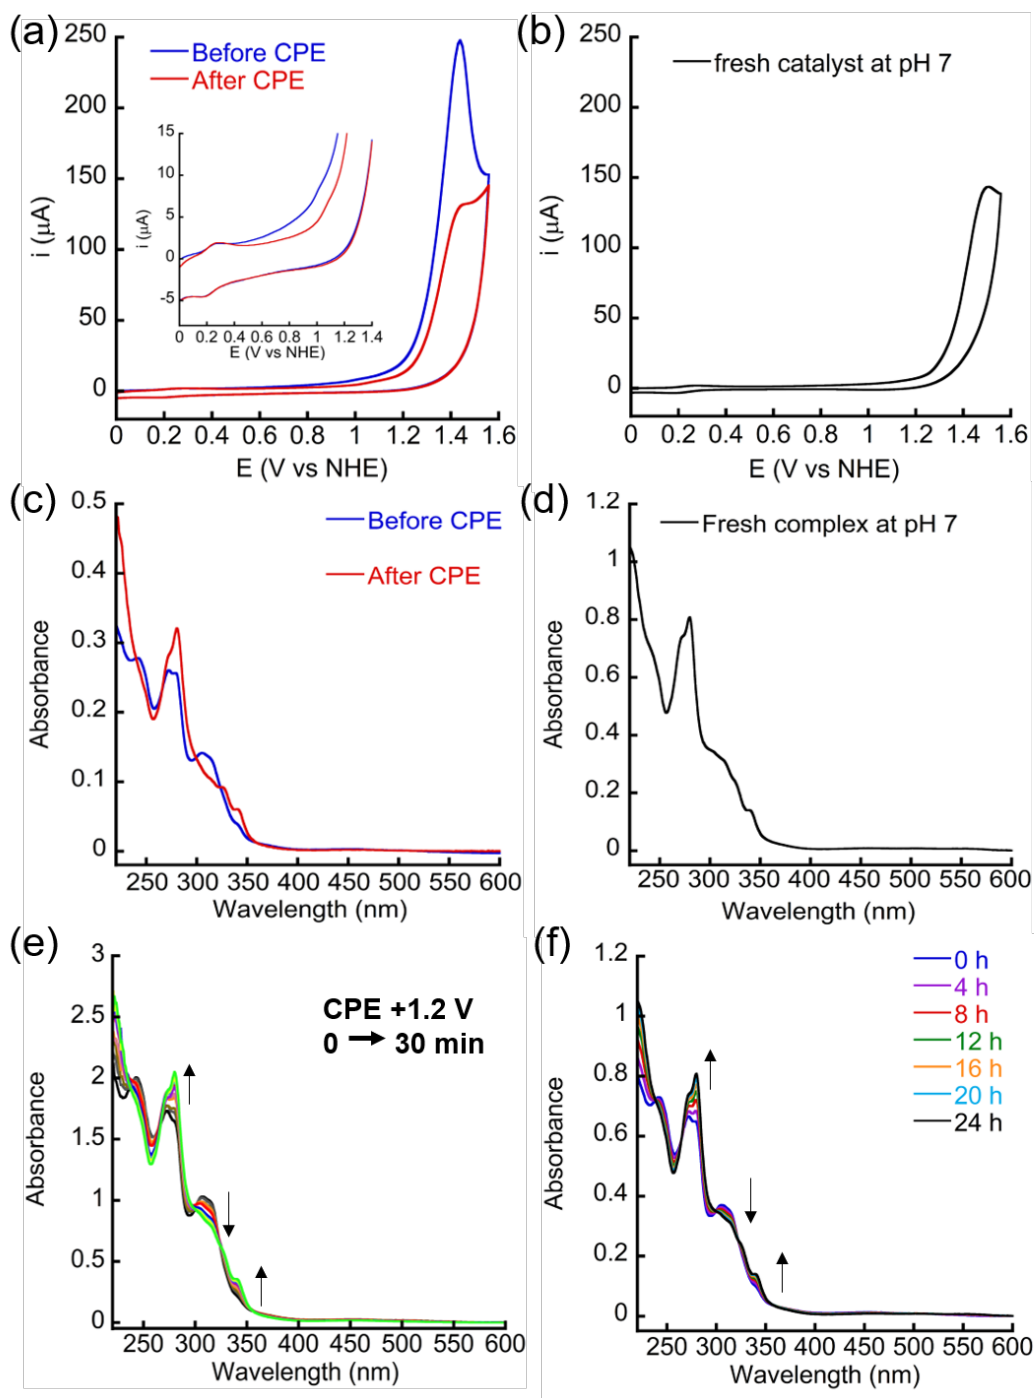 (a)
Before CPE
After CPE
i (µA)
250
200
150
100
50
0
0 0.2 0.4 0.6 0.8 1 1.2 1.4 1.6
E (V vs NHE)
i (µA)
15
10
5
0
-5
0 0.2 0.4 0.6 0.8 1 1.2 1.4
E (V vs NHE)
(b)
fresh catalyst at pH 7
i (µA)
250
200
150
100
50
0
0 0.2 0.4 0.6 0.8 1 1.2 1.4 1.6
E (V vs NHE)
(c)
Before CPE
After CPE
Absorbance
0.5
0.4
0.3
0.2
0.1
0
250 300 350 400 450 500 550 600
Wavelength (nm)
(d)
Fresh complex at pH 7
Absorbance
1.2
1
0.8
0.6
0.4
0.2
0
250 300 350 400 450 500 550 600
Wavelength (nm)
(e)
CPE +1.2 V
0 → 30 min
Absorbance
3
2.5
2
1.5
1
0.5
0
250 300 350 400 450 500 550 600
Wavelength (nm)
(f)
0 h
4 h
8 h
12 h
16 h
20 h
24 h
Absorbance
1.2
1
0.8
0.6
0.4
0.2
0
250 300 350 400 450 500 550 600
Wavelength (nm)